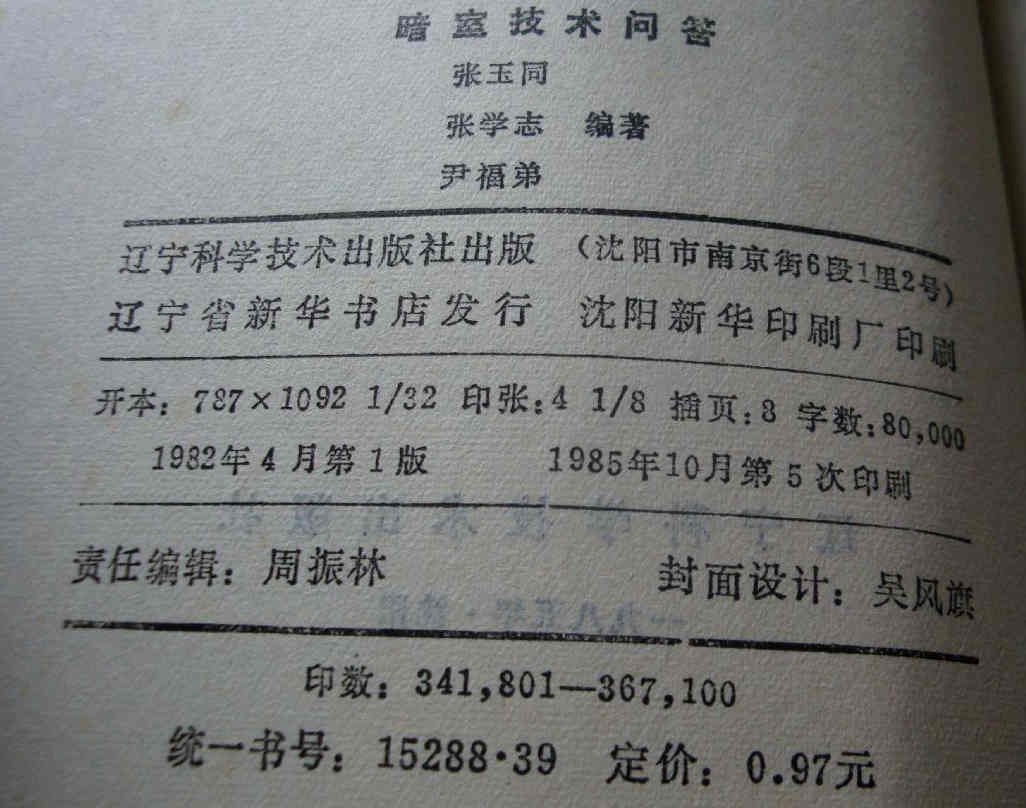 暗室技术问答
张玉同
张学志 编著
尹福弟
辽宁科学技术出版社出版 (沈阳市南京街6段1里2号)
辽宁省新华书店发行 沈阳新华印刷厂印刷
开本: 787×1092 1/32 印张:4 1/8 插页:8 字数:80,000
1982年4月第1版 1985年10月第5次印刷
责任编辑: 周振林 封面设计: 吴风旗
印数: 341,801—367,100
统一书号: 15288·39 定价: 0.97元